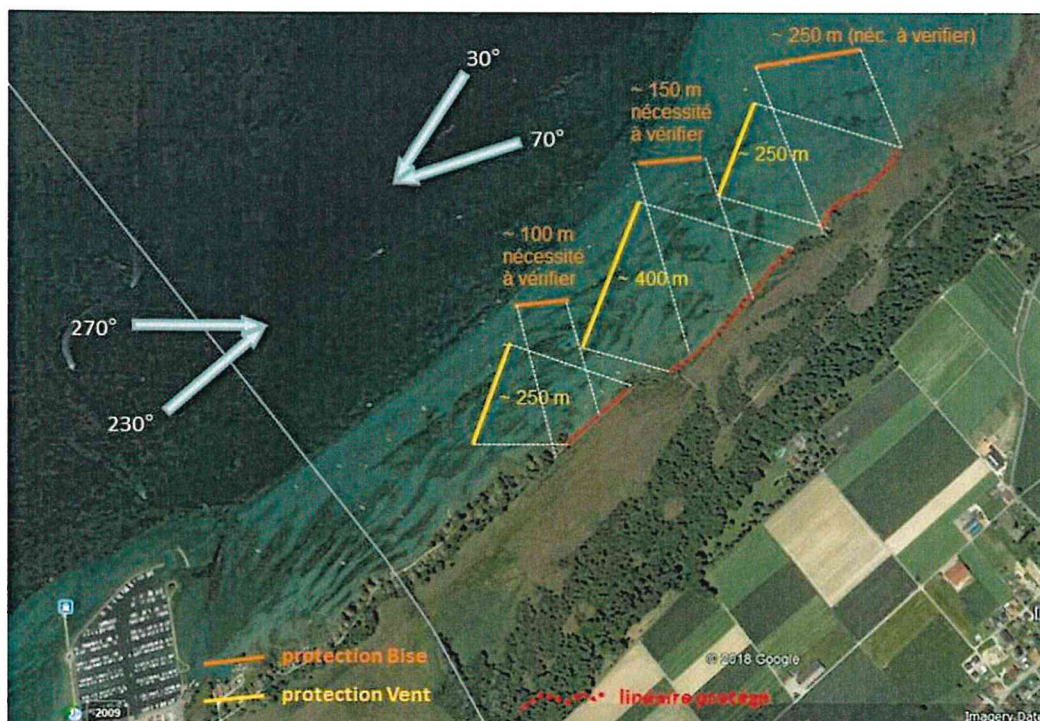 ~ 250 m (néc. à verifier)
30°
~ 150 m
nécessité
à vérifier
70°
~ 250 m
~ 100 m
nécessité
à vérifier
~ 400 m
270°
~ 250 m
230°
protection Bise
© 2018 Google
protection Vent
linéaire protégé
2009
Imagery Date